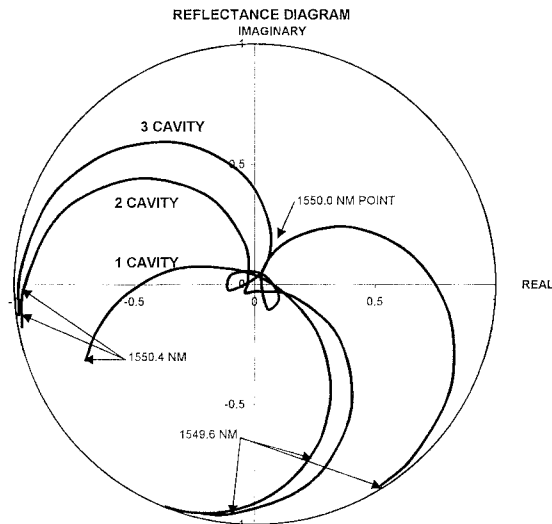 REFLECTANCE DIAGRAM
IMAGINARY
1
3 CAVITY
0.5
2 CAVITY
1550.0 NM POINT
1 CAVITY
0
-1
-0.5
0.5
REAL
1550.4 NM
-0.5
1549.6 NM